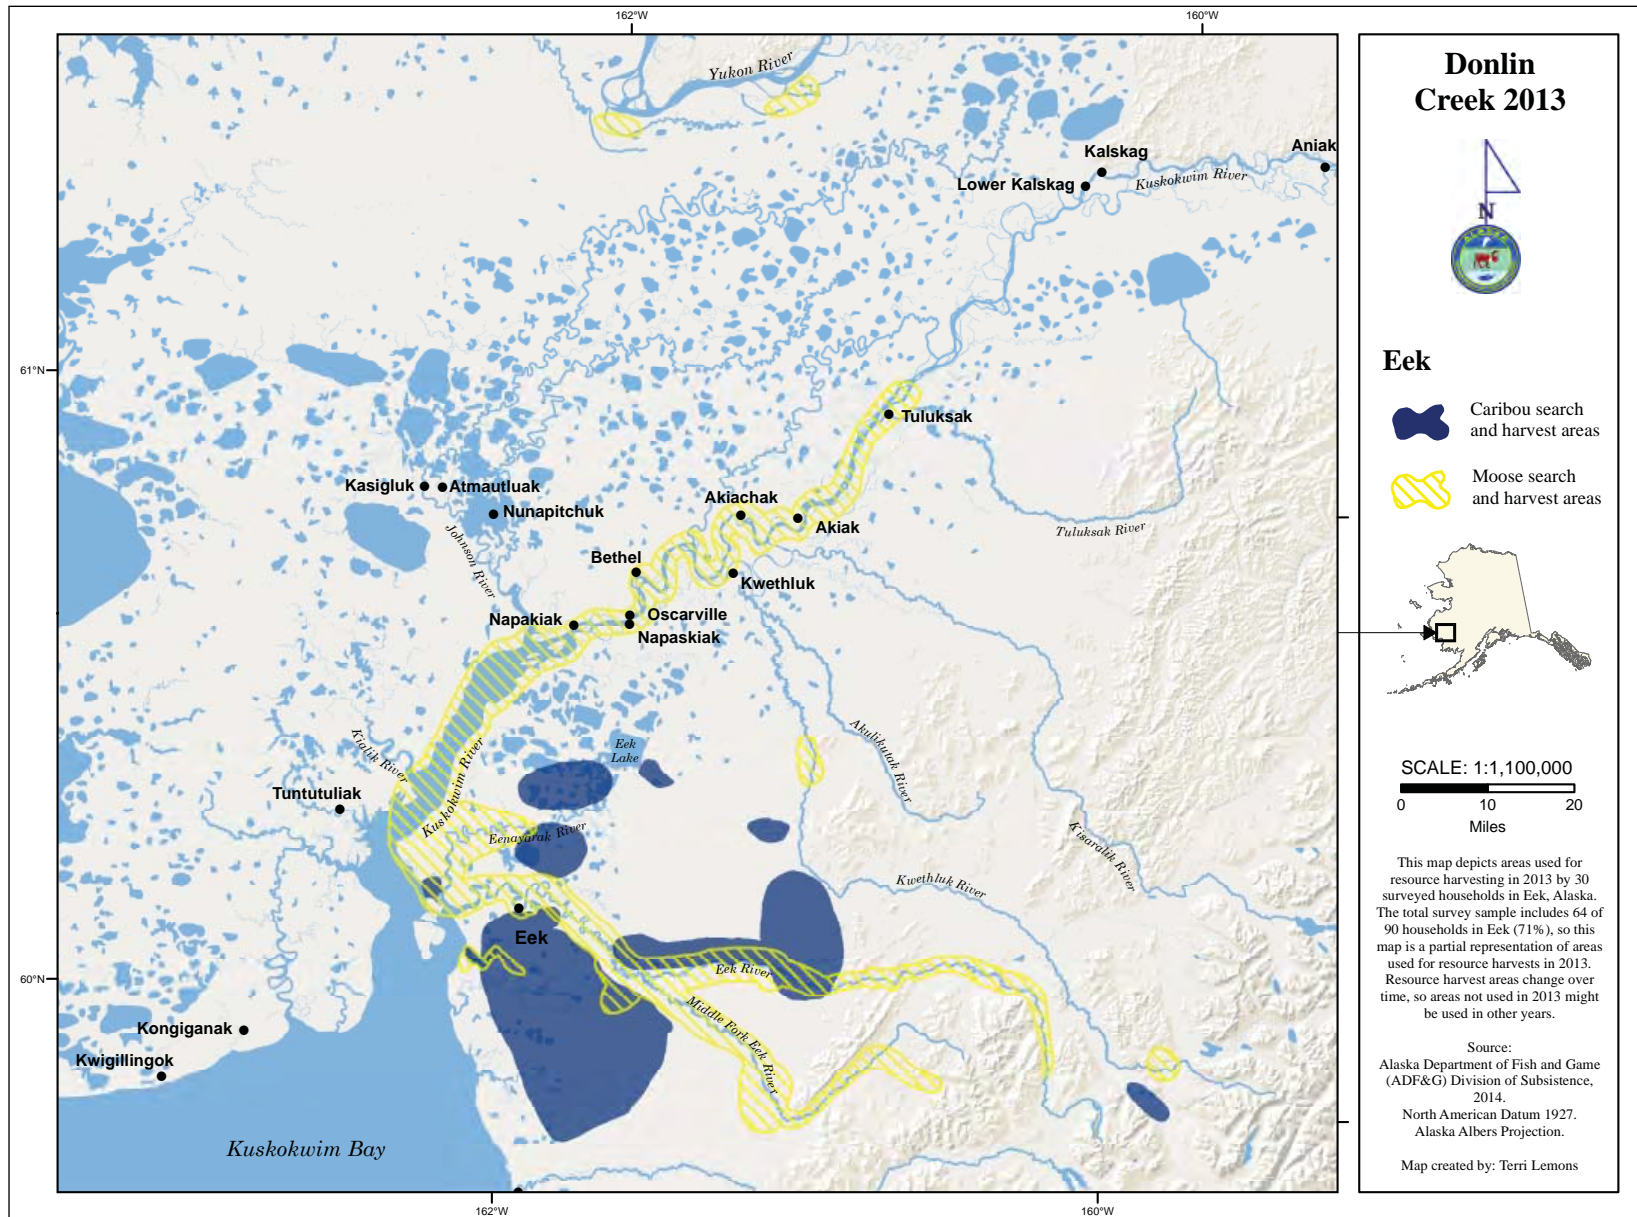 162°W
160°W
Yukon River
Kalskag
Aniak
Lower Kalskag
Kuskokwim River
61°N
Tuluksak
Kasigluk
Atmautluak
Akiachak
Nunapitchuk
Akiak
Tuluksak River
Johnson River
Bethel
Kwethluk
Oscarville
Napakiak
Napaskiak
Kialik River
Kuskokwim River
Eek
Lake
Akulikutak River
Tuntutuliak
Eenayarak River
Kisaralik River
Kwethluk River
Eek
Eek River
60°N
Middle Fork Eek River
Kongiganak
Kwigillingok
Kuskokwim Bay
162°W
160°W
Donlin
Creek 2013
N
ALASKA
Eek
Caribou search
and harvest areas
Moose search
and harvest areas
SCALE: 1:1,100,000
0 10 20
Miles
This map depicts areas used for
resource harvesting in 2013 by 30
surveyed households in Eek, Alaska.
The total survey sample includes 64 of
90 households in Eek (71%), so this
map is a partial representation of areas
used for resource harvests in 2013.
Resource harvest areas change over
time, so areas not used in 2013 might
be used in other years.
Source:
Alaska Department of Fish and Game
(ADF&G) Division of Subsistence,
2014.
North American Datum 1927.
Alaska Albers Projection.
Map created by: Terri Lemons